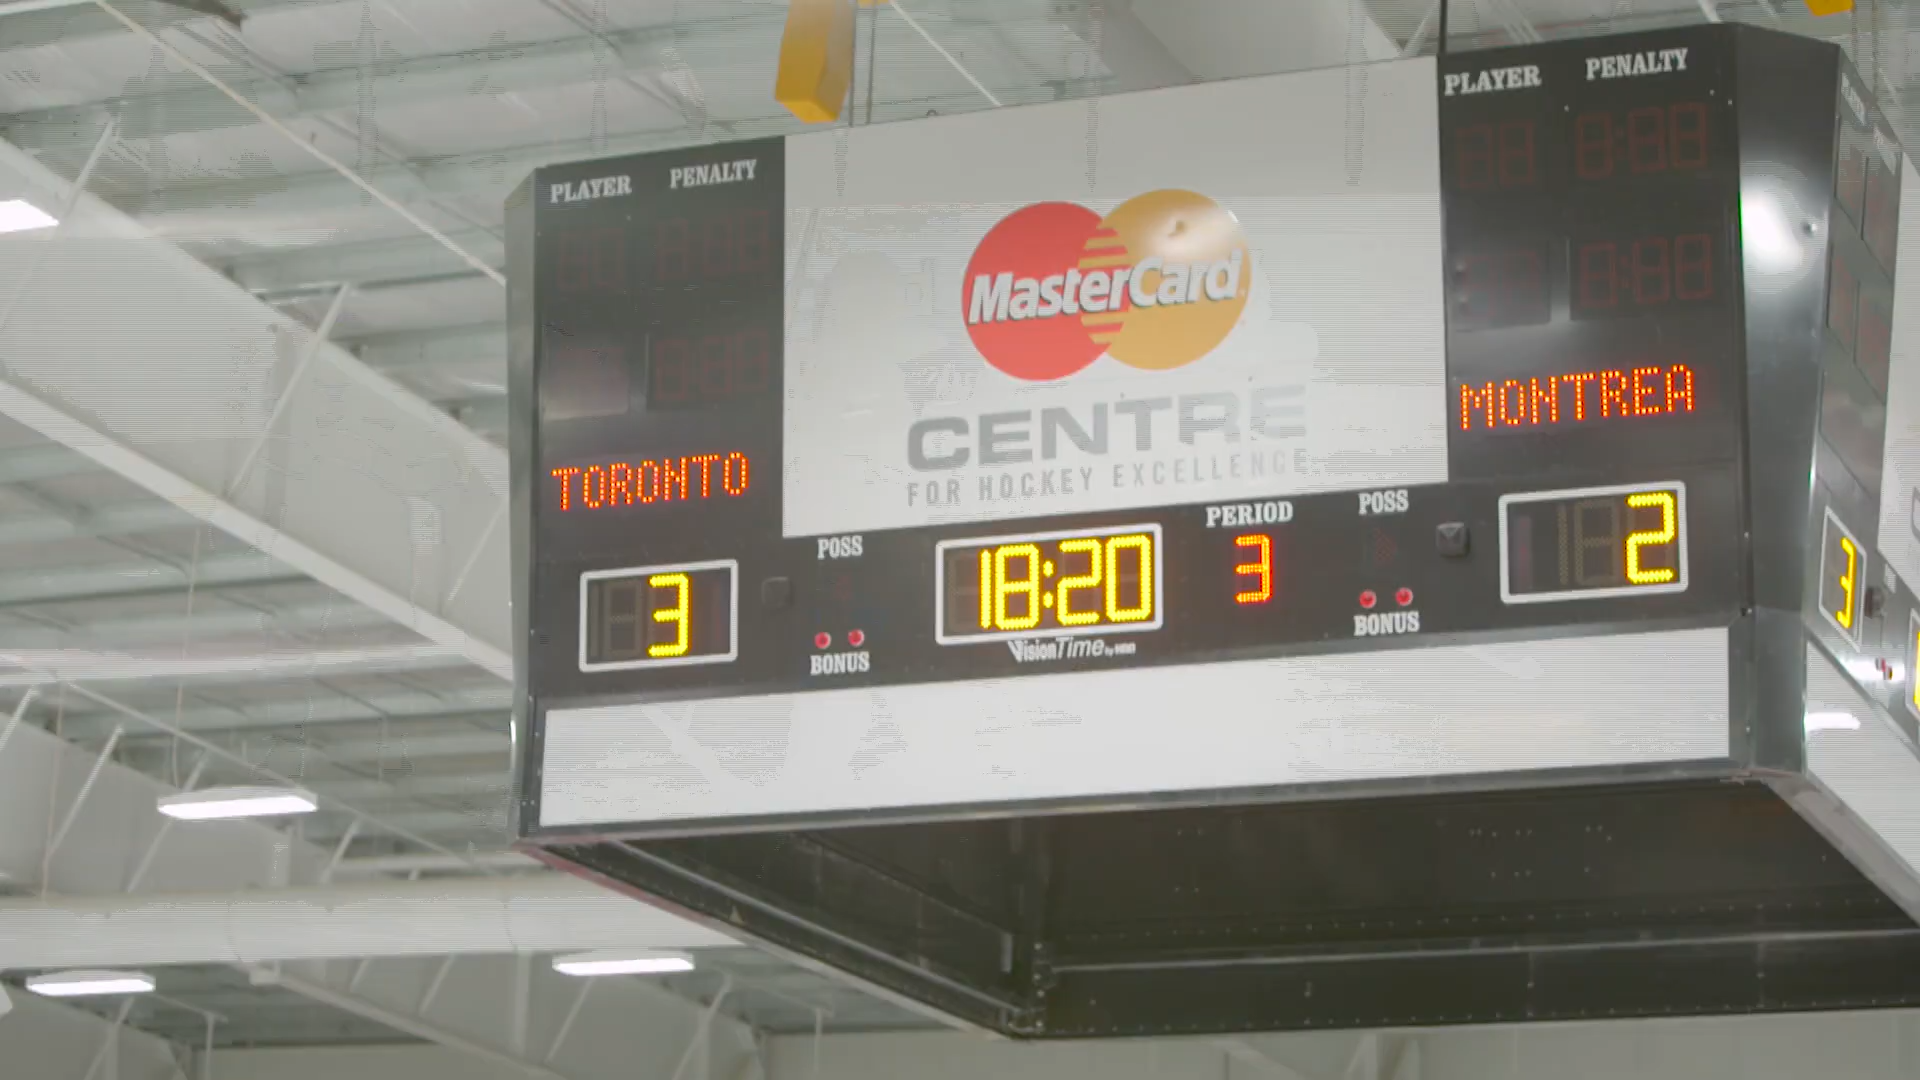 PLAYER PENALTY
PLAYER PENALTY
MasterCard
CENTRE
FOR HOCKEY EXCELLENCE
TORONTO
MONTREA
3
POSS
BONUS
18:20
VisionTime
PERIOD
3
POSS
BONUS
2
3